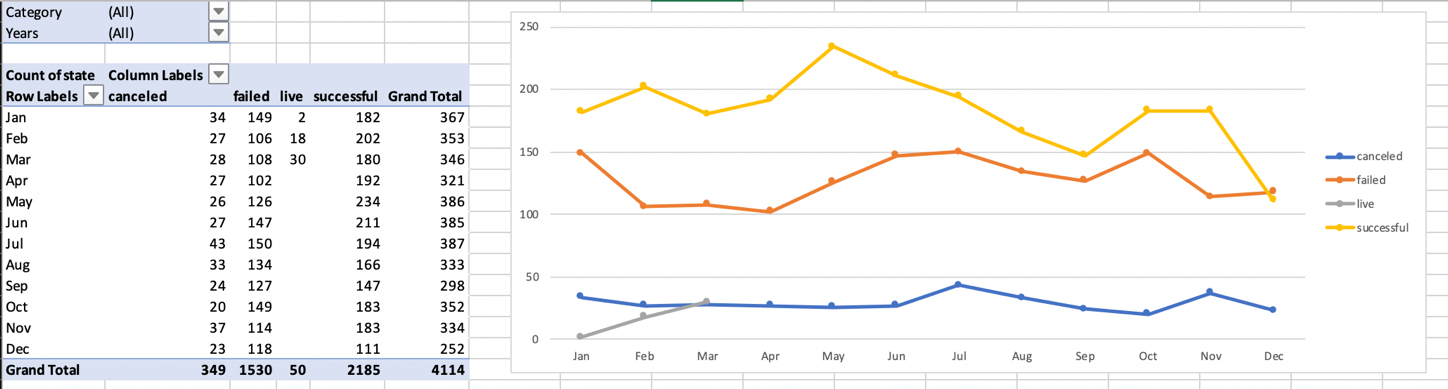 Category (All)
Years (All)
Count of state Column Labels
Row Labels canceled failed live successful Grand Total
Jan 34 149 2 182 367
Feb 27 106 18 202 353
Mar 28 108 30 180 346
Apr 27 102 192 321
May 26 126 234 386
Jun 27 147 211 385
Jul 43 150 194 387
Aug 33 134 166 333
Sep 24 127 147 298
Oct 20 149 183 352
Nov 37 114 183 334
Dec 23 118 111 252
Grand Total 349 1530 50 2185 4114
250
200
150
100
50
0
Jan Feb Mar Apr May Jun Jul Aug Sep Oct Nov Dec
canceled
failed
live
successful